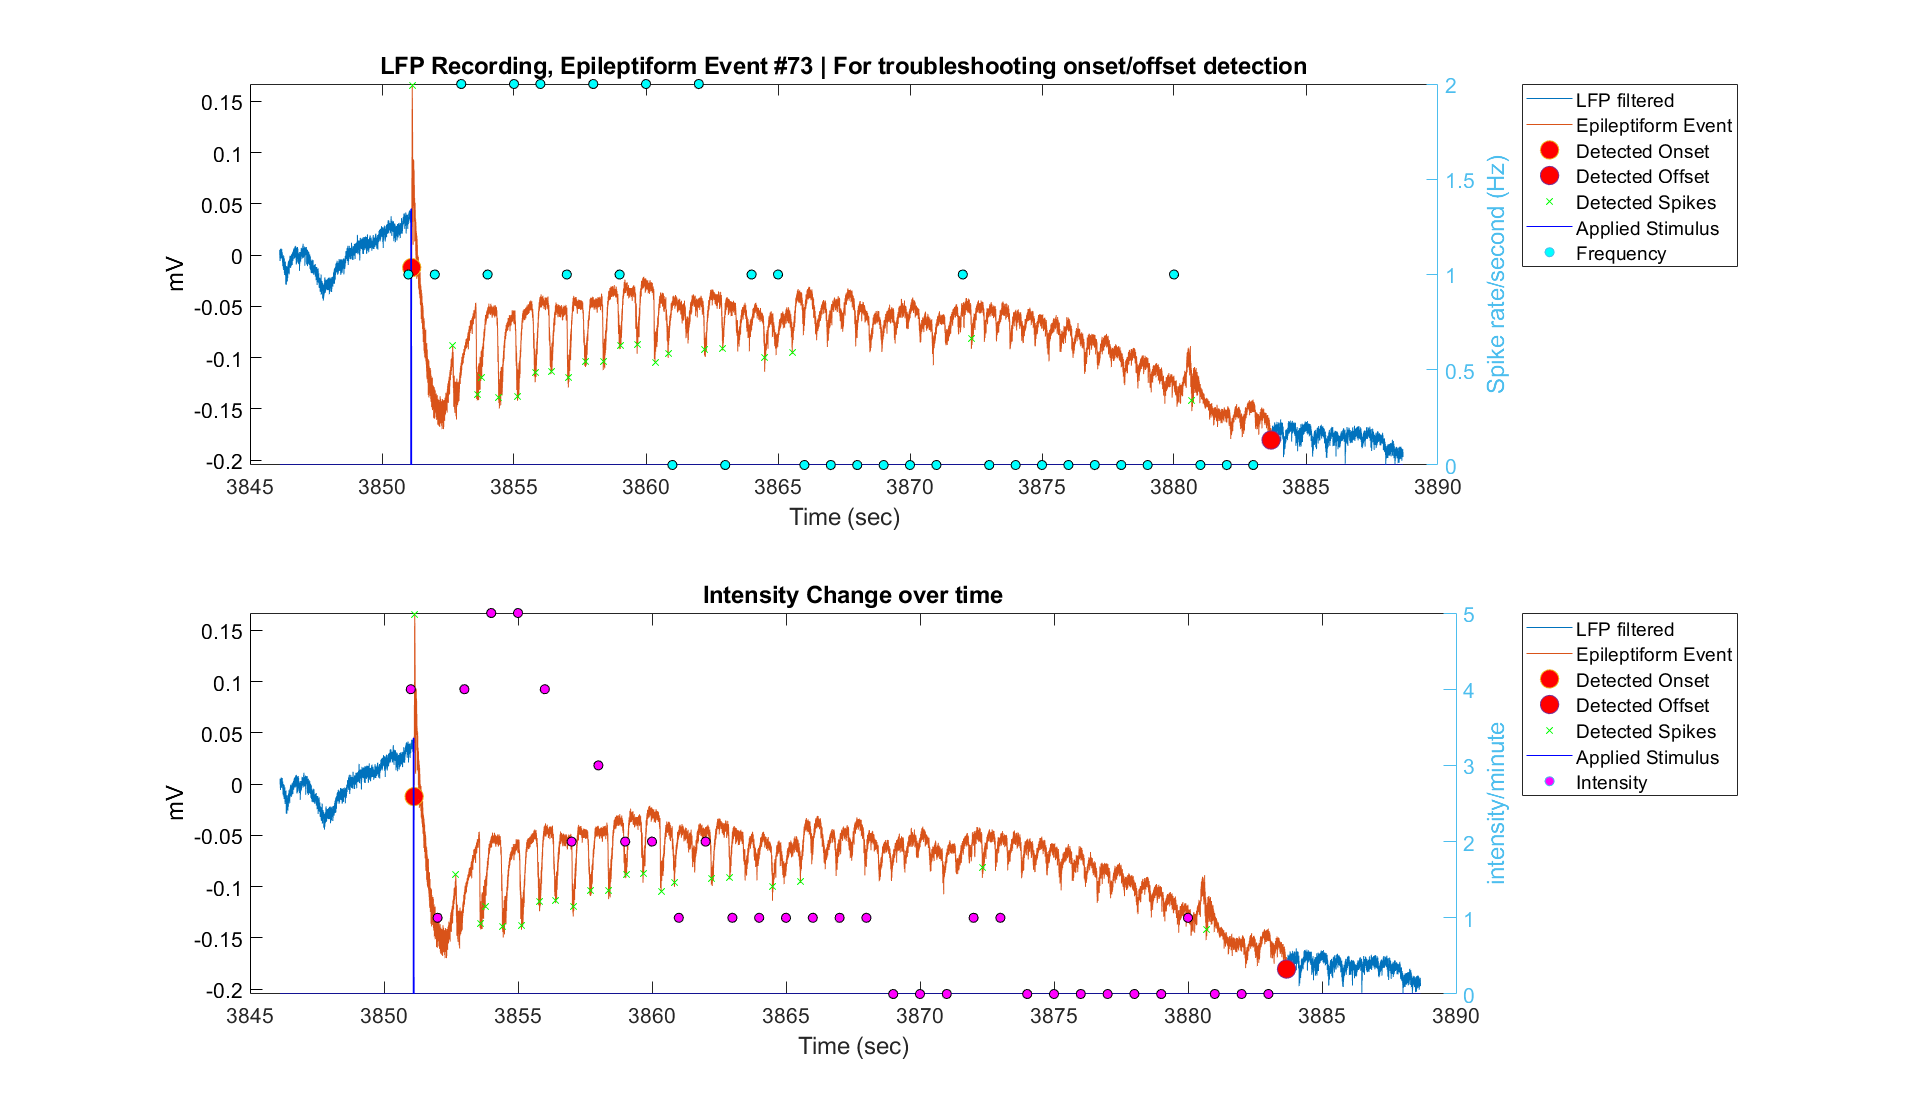 LFP Recording, Epileptiform Event #73 | For troubleshooting onset/offset detection
0.15
0.1
0.05
0
-0.05
-0.1
-0.15
-0.2
mV
2
1.5
1
0.5
0
Spike rate/second (Hz)
3845 3850 3855 3860 3865 3870 3875 3880 3885 3890
Time (sec)
LFP filtered
Epileptiform Event
Detected Onset
Detected Offset
Detected Spikes
Applied Stimulus
Frequency
Intensity Change over time
0.15
0.1
0.05
0
-0.05
-0.1
-0.15
-0.2
mV
5
4
3
2
1
0
intensity/minute
3845 3850 3855 3860 3865 3870 3875 3880 3885 3890
Time (sec)
LFP filtered
Epileptiform Event
Detected Onset
Detected Offset
Detected Spikes
Applied Stimulus
Intensity